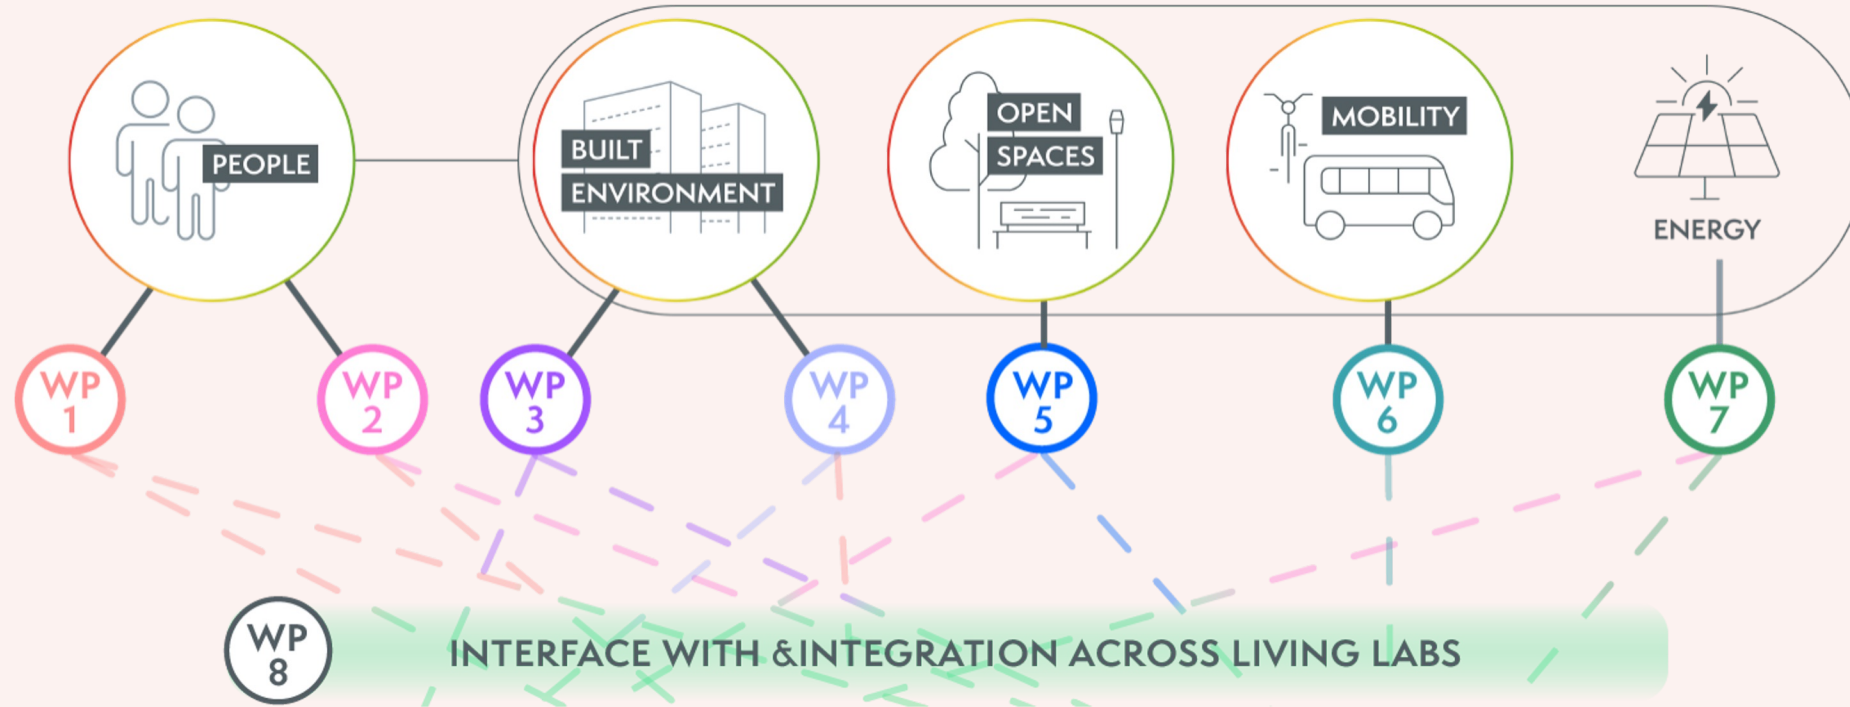 PEOPLE
BUILT
ENVIRONMENT
OPEN
SPACES
MOBILITY
ENERGY
WP
1
WP
2
WP
3
WP
4
WP
5
WP
6
WP
7
WP
8
INTERFACE WITH &INTEGRATION ACROSS LIVING LABS